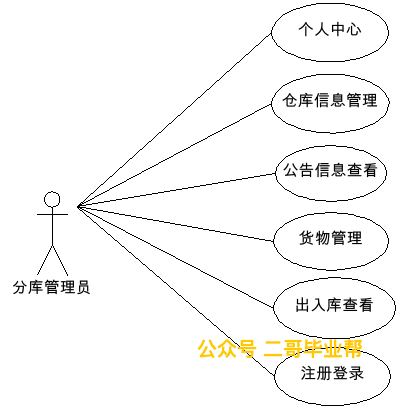 个人中心
仓库信息管理
公告信息查看
货物管理
分库管理员
出入库查看
公众号 二哥毕业帮
注册登录